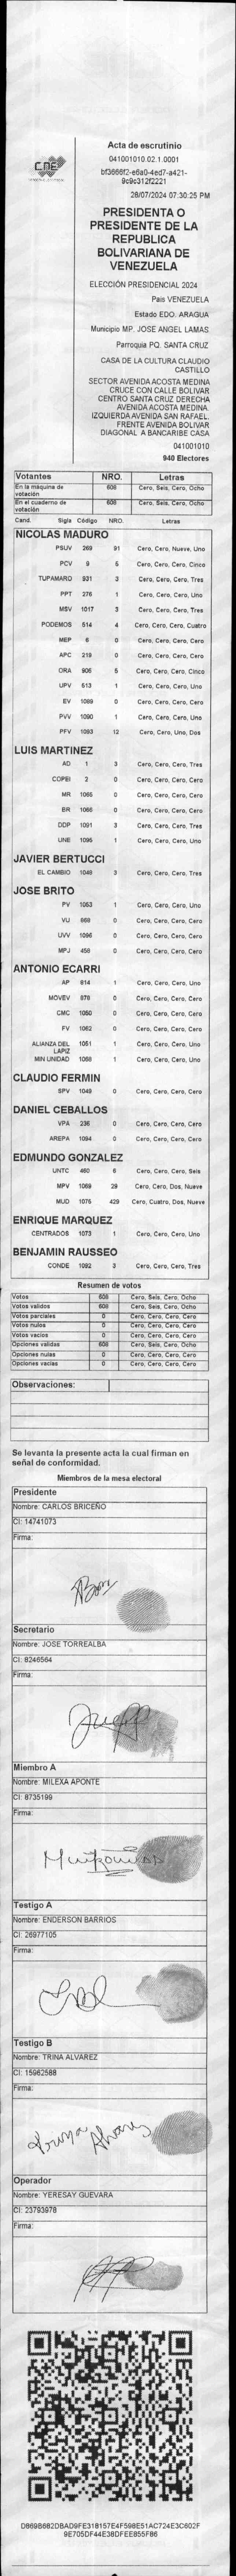 CNE
Acta de escrutinio
041001010.02.1.0001
bf3666f2-e6a0-4ed7-a421-
9c9c312f2221
28/07/2024 07:30:25 PM
PRESIDENTA O
PRESIDENTE DE LA
REPUBLICA
BOLIVARIANA DE
VENEZUELA
ELECCIÓN PRESIDENCIAL 2024
Pais VENEZUELA
Estado EDO. ARAGUA
Municipio MP. JOSE ANGEL LAMAS
Parroquia PQ. SANTA CRUZ
CASA DE LA CULTURA CLAUDIO
CASTILLO
SECTOR AVENIDA ACOSTA MEDINA
CRUCE CON CALLE BOLIVAR
CENTRO SANTA CRUZ DERECHA
AVENIDA ACOSTA MEDINA.
IZQUIERDA AVENIDA SAN RAFAEL.
FRENTE AVENIDA BOLIVAR
DIAGONAL A BANCARIBE CASA
041001010
940 Electores
Votantes NRO. Letras
En la máquina de votación 608 Cero, Seis, Cero, Ocho
En el cuaderno de votación 608 Cero, Seis, Cero, Ocho
Cand. Sigla Código NRO. Letras
NICOLAS MADURO
PSUV 269 91 Cero, Cero, Nueve, Uno
PCV 9 5 Cero, Cero, Cero, Cinco
TUPAMARO 931 3 Cero, Cero, Cero, Tres
PPT 276 1 Cero, Cero, Cero, Uno
MSV 1017 3 Cero, Cero, Cero, Tres
PODEMOS 514 4 Cero, Cero, Cero, Cuatro
MEP 6 0 Cero, Cero, Cero, Cero
APC 219 0 Cero, Cero, Cero, Cero
ORA 906 5 Cero, Cero, Cero, Cinco
UPV 513 1 Cero, Cero, Cero, Uno
EV 1089 0 Cero, Cero, Cero, Cero
PVV 1090 1 Cero, Cero, Cero, Uno
PFV 1093 12 Cero, Cero, Uno, Dos
LUIS MARTINEZ
AD 1 3 Cero, Cero, Cero, Tres
COPEI 2 0 Cero, Cero, Cero, Cero
MR 1065 0 Cero, Cero, Cero, Cero
BR 1066 0 Cero, Cero, Cero, Cero
DDP 1091 3 Cero, Cero, Cero, Tres
UNE 1095 1 Cero, Cero, Cero, Uno
JAVIER BERTUCCI
EL CAMBIO 1048 3 Cero, Cero, Cero, Tres
JOSE BRITO
PV 1053 1 Cero, Cero, Cero, Uno
VU 868 0 Cero, Cero, Cero, Cero
UVV 1096 0 Cero, Cero, Cero, Cero
MPJ 456 0 Cero, Cero, Cero, Cero
ANTONIO ECARRI
AP 814 1 Cero, Cero, Cero, Uno
MOVEV 876 0 Cero, Cero, Cero, Cero
CMC 1050 0 Cero, Cero, Cero, Cero
FV 1062 0 Cero, Cero, Cero, Cero
ALIANZA DEL LAPIZ 1051 1 Cero, Cero, Cero, Uno
MIN UNIDAD 1068 1 Cero, Cero, Cero, Uno
CLAUDIO FERMIN
SPV 1049 0 Cero, Cero, Cero, Cero
DANIEL CEBALLOS
VPA 236 0 Cero, Cero, Cero, Cero
AREPA 1094 0 Cero, Cero, Cero, Cero
EDMUNDO GONZALEZ
UNTC 460 6 Cero, Cero, Cero, Seis
MPV 1069 29 Cero, Cero, Dos, Nueve
MUD 1075 429 Cero, Cuatro, Dos, Nueve
ENRIQUE MARQUEZ
CENTRADOS 1073 1 Cero, Cero, Cero, Uno
BENJAMIN RAUSSEO
CONDE 1092 3 Cero, Cero, Cero, Tres
Resumen de votos
Votos 608 Cero, Seis, Cero, Ocho
Votos validos 608 Cero, Seis, Cero, Ocho
Votos parciales 0 Cero, Cero, Cero, Cero
Votos nulos 0 Cero, Cero, Cero, Cero
Votos vacios 0 Cero, Cero, Cero, Cero
Opciones validas 608 Cero, Seis, Cero, Ocho
Opciones nulas 0 Cero, Cero, Cero, Cero
Opciones vacias 0 Cero, Cero, Cero, Cero
Observaciones:
Se levanta la presente acta la cual firman en
señal de conformidad.
Miembros de la mesa electoral
Presidente
Nombre: CARLOS BRICEÑO
CI: 14741073
Firma:
Secretario
Nombre: JOSE TORREALBA
CI: 8246564
Firma:
Miembro A
Nombre: MILEXA APONTE
CI: 8735199
Firma:
Testigo A
Nombre: ENDERSON BARRIOS
CI: 26977105
Firma:
Testigo B
Nombre: TRINA ALVAREZ
CI: 15962588
Firma:
Operador
Nombre: YERESAY GUEVARA
CI: 23793978
Firma:
D869B682DBAD9FE318157E4F598E51AC724E3C602F
9E705DF44E38DFEE855F86